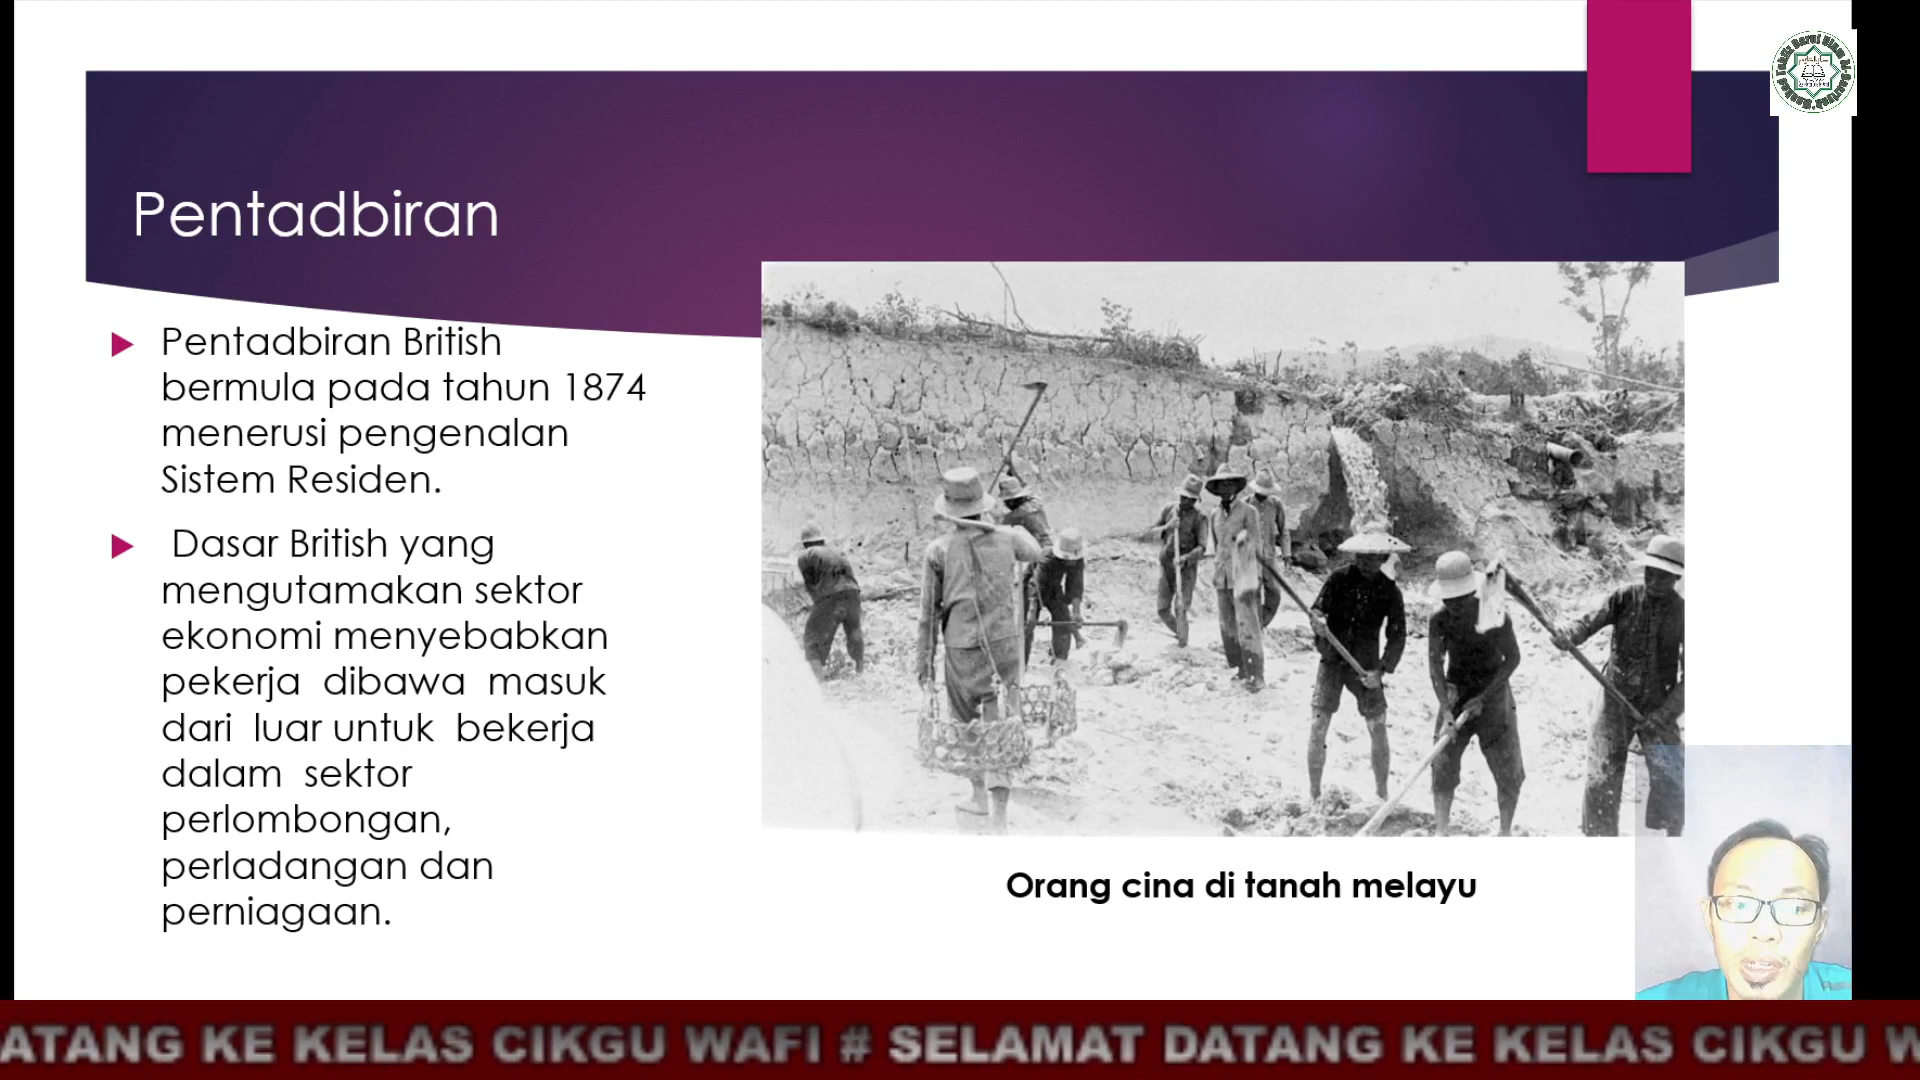 Pentadbiran
Pentadbiran British
bermula pada tahun 1874
menerusi pengenalan
Sistem Residen.
Dasar British yang
mengutamakan sektor
ekonomi menyebabkan
pekerja dibawa masuk
dari luar untuk bekerja
dalam sektor
perlombongan,
perladangan dan
perniagaan.
Orang cina di tanah melayu
ATANG KE KELAS CIKGU WAFI # SELAMAT DATANG KE KELAS CIKGU W